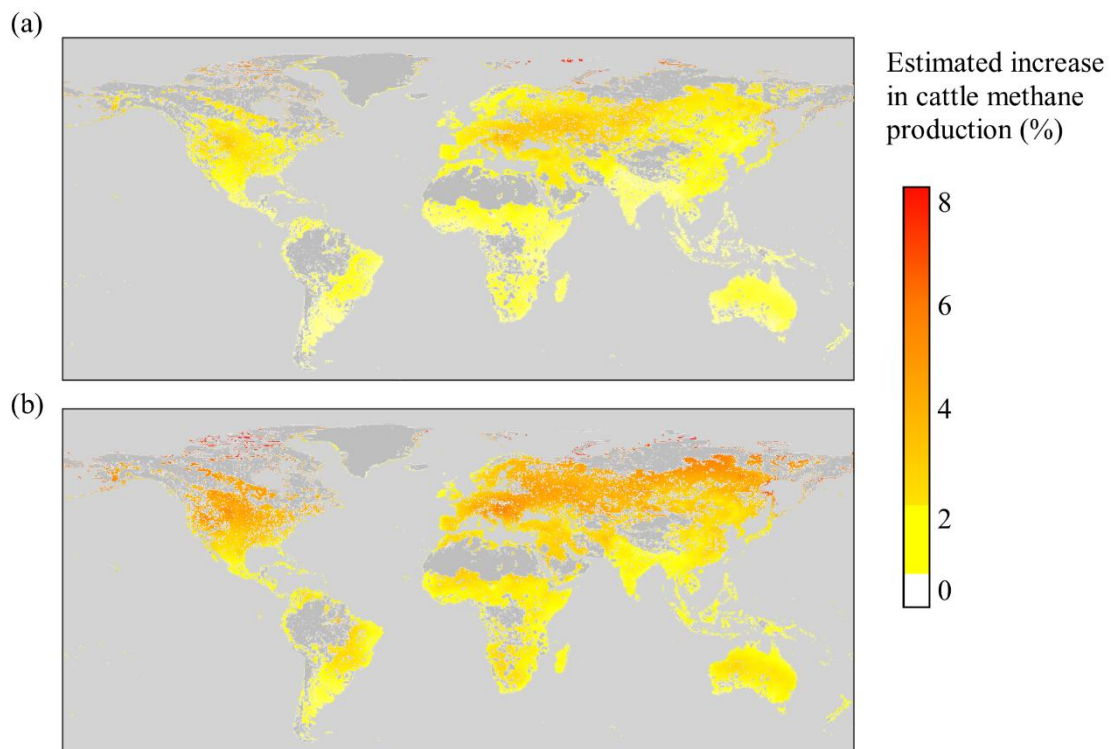 (a)
Estimated increase
in cattle methane
production (%)
8
6
4
2
0
(b)